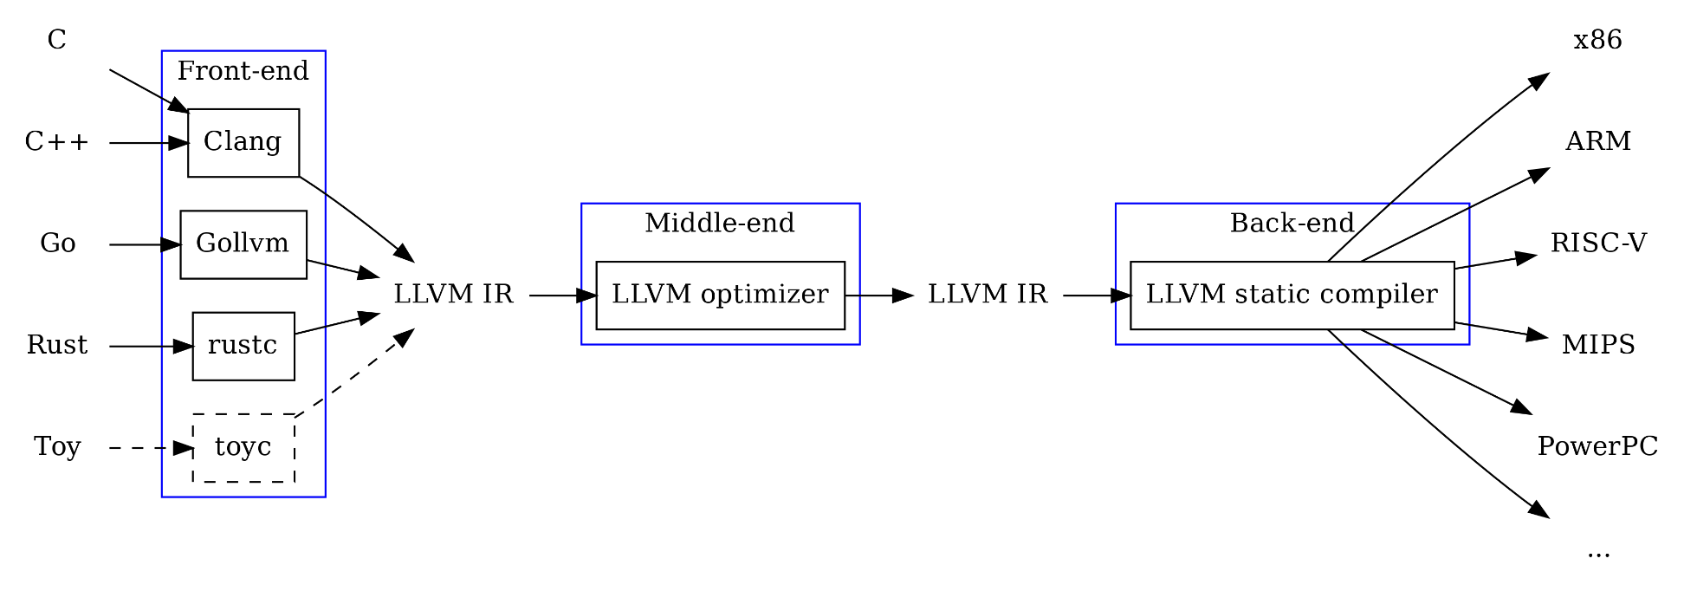 C
C++
Go
Rust
Toy
Front-end
Clang
Gollvm
rustc
toyc
LLVM IR
Middle-end
LLVM optimizer
LLVM IR
Back-end
LLVM static compiler
x86
ARM
RISC-V
MIPS
PowerPC
...